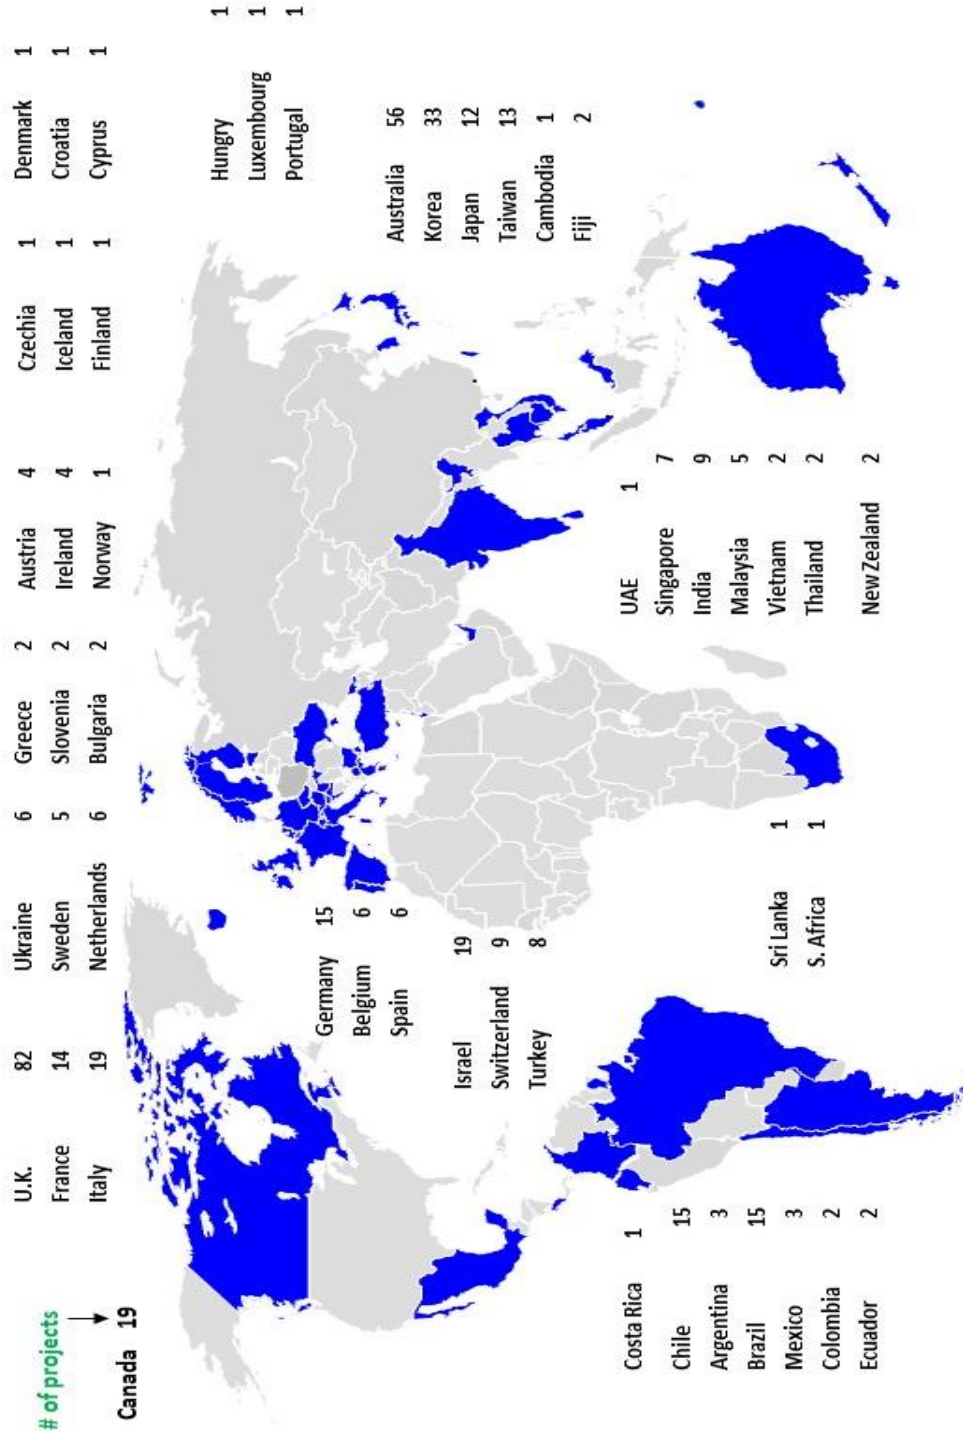 # of projects
Canada 19
U.K. 82
France 14
Italy 19
Ukraine 6
Sweden 5
Netherlands 6
Greece 2
Slovenia 2
Bulgaria 2
Austria 4
Ireland 4
Norway 1
Czechia 1
Iceland 1
Finland 1
Denmark 1
Croatia 1
Cyprus 1
Hungry 1
Luxembourg 1
Portugal 1
Germany 15
Belgium 6
Spain 6
Israel 19
Switzerland 9
Turkey 8
Australia 56
Korea 33
Japan 12
Taiwan 13
Cambodia 1
Fiji 2
Costa Rica 1
Chile 15
Argentina 3
Brazil 15
Mexico 3
Colombia 2
Ecuador 2
Sri Lanka 1
S. Africa 1
UAE 1
Singapore 7
India 9
Malaysia 5
Vietnam 2
Thailand 2
New Zealand 2